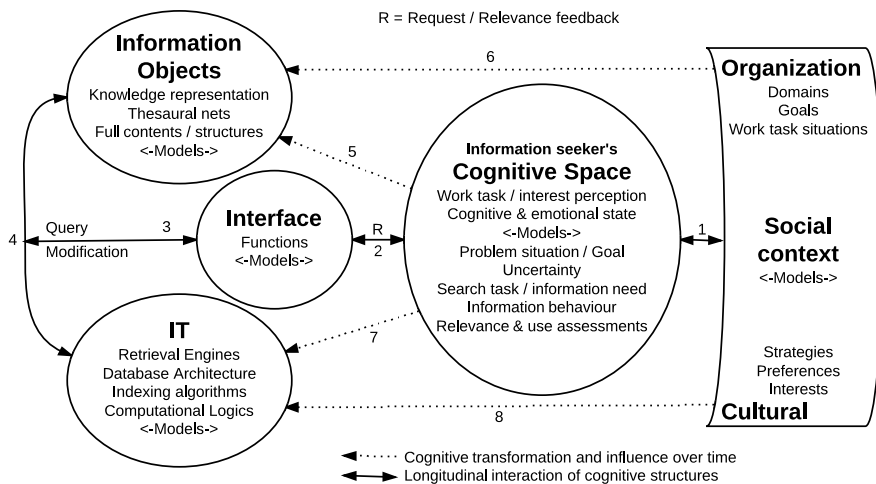 R = Request / Relevance feedback
Information
Objects
Knowledge representation
Thesaural nets
Full contents / structures
<-Models->
6
Organization
Domains
Goals
Work task situations
5
Information seeker's
Cognitive Space
Work task / interest perception
Cognitive & emotional state
<-Models->
Problem situation / Goal
Uncertainty
Search task / information need
Information behaviour
Relevance & use assessments
4
Query
Modification
3
Interface
Functions
<-Models->
R
2
1
Social
context
<-Models->
IT
Retrieval Engines
Database Architecture
Indexing algorithms
Computational Logics
<-Models->
7
8
Strategies
Preferences
Interests
Cultural
Cognitive transformation and influence over time
Longitudinal interaction of cognitive structures